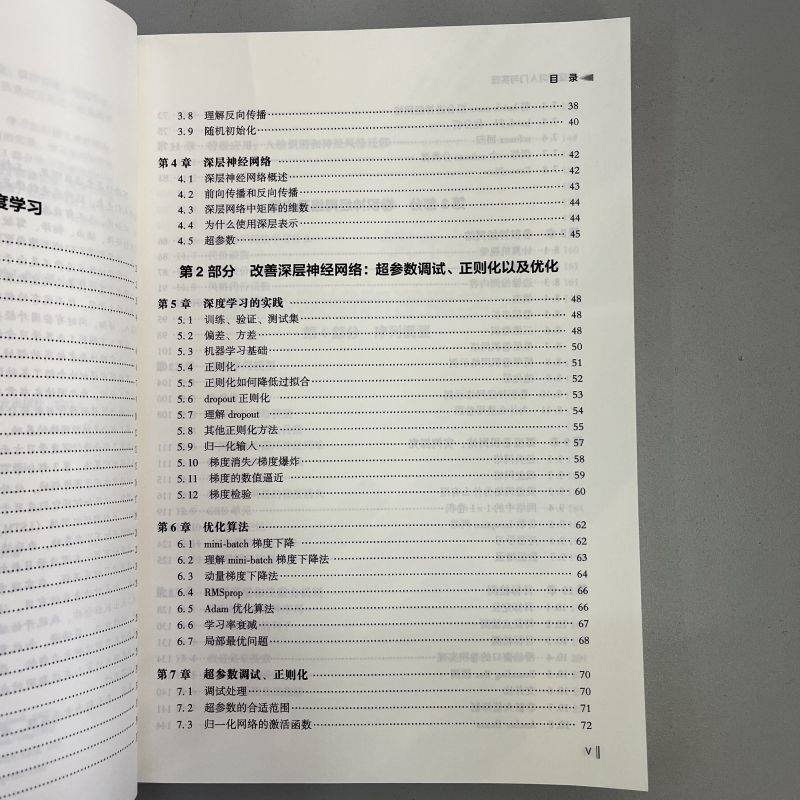 度学习
目 录
3.8 理解反向传播 38
3.9 随机初始化 40
第4章 深层神经网络 42
4.1 深层神经网络概述 42
4.2 前向传播和反向传播 43
4.3 深层网络中矩阵的维数 44
4.4 为什么使用深层表示 44
4.5 超参数 45
第2部分 改善深层神经网络：超参数调试、正则化以及优化
第5章 深度学习的实践 48
5.1 训练、验证、测试集 48
5.2 偏差、方差 48
5.3 机器学习基础 50
5.4 正则化 51
5.5 正则化如何降低过拟合 52
5.6 dropout 正则化 53
5.7 理解 dropout 54
5.8 其他正则化方法 55
5.9 归一化输入 57
5.10 梯度消失/梯度爆炸 58
5.11 梯度的数值逼近 59
5.12 梯度检验 60
第6章 优化算法 62
6.1 mini-batch 梯度下降 62
6.2 理解 mini-batch 梯度下降法 63
6.3 动量梯度下降法 64
6.4 RMSprop 66
6.5 Adam 优化算法 66
6.6 学习率衰减 67
6.7 局部最优问题 68
第7章 超参数调试、正则化 70
7.1 调试处理 70
7.2 超参数的合适范围 71
7.3 归一化网络的激活函数 72
V